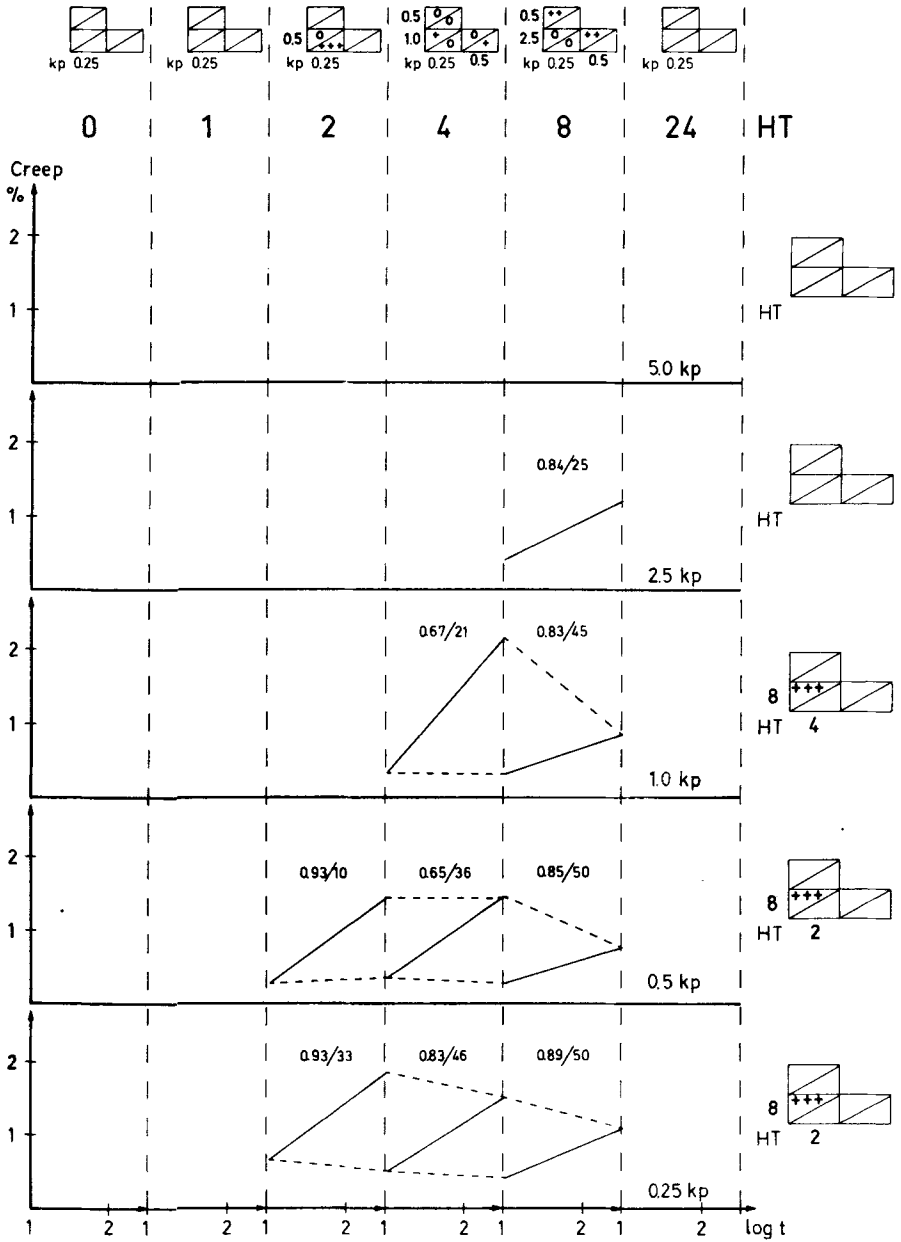 0.5 0.5 ++
0.5 1.0 + 2.5 ++
+++ +
kp 0.25 kp 0.25 kp 0.25 kp 0.25 0.5 kp 0.25 0.5 kp 0.25
0 1 2 4 8 24 HT
Creep
%
2
1
HT
5.0 kp
2
0.84/25
1
HT
2.5 kp
0.67/21 0.83/45
2
8 +++
1
HT 4
1.0 kp
2
0.93/10 0.65/36 0.85/50
8 +++
1
HT 2
0.5 kp
2
0.93/33 0.83/46 0.89/50
8 +++
1
HT 2
0.25 kp
1 2 1 2 1 2 1 2 1 2 1 2 log t